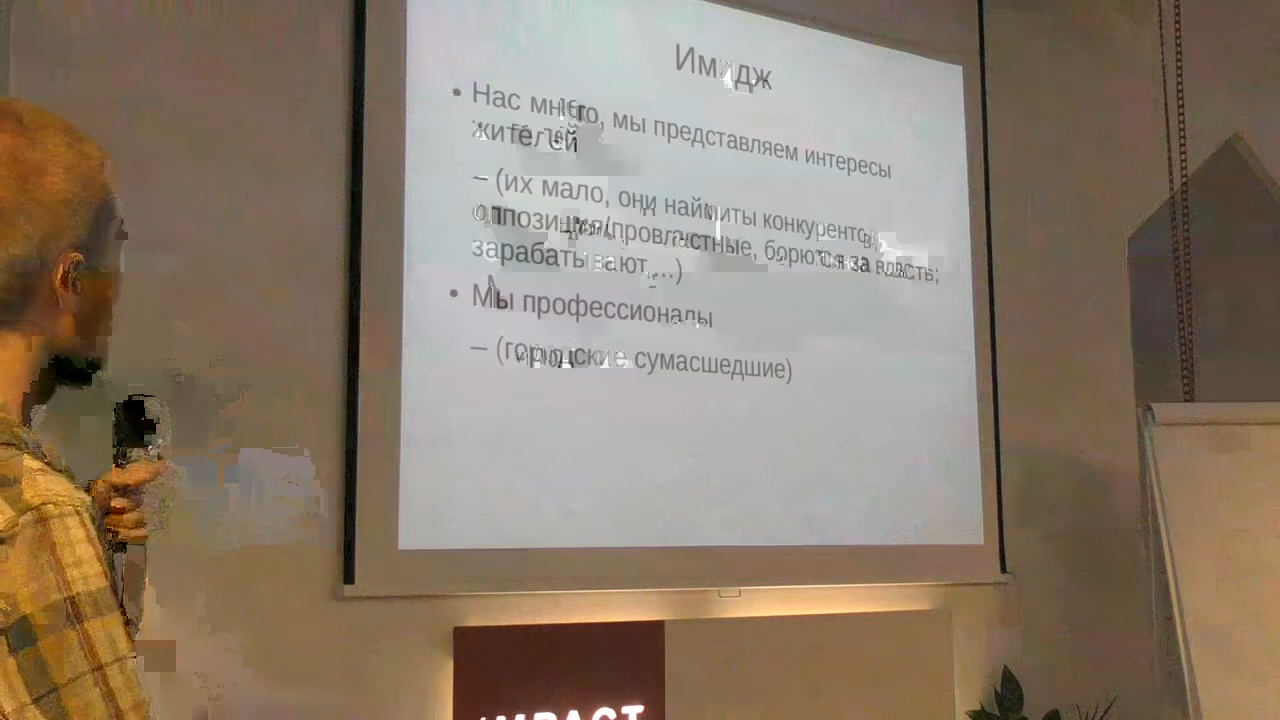 Имидж
• Нас много, мы представляем интересы
жителей
– (их мало, они наймиты конкурентов,
оппозиция/провластные, борются за власть;
зарабатывают,...)
• Мы профессионалы
– (городские сумасшедшие)
IMPACT